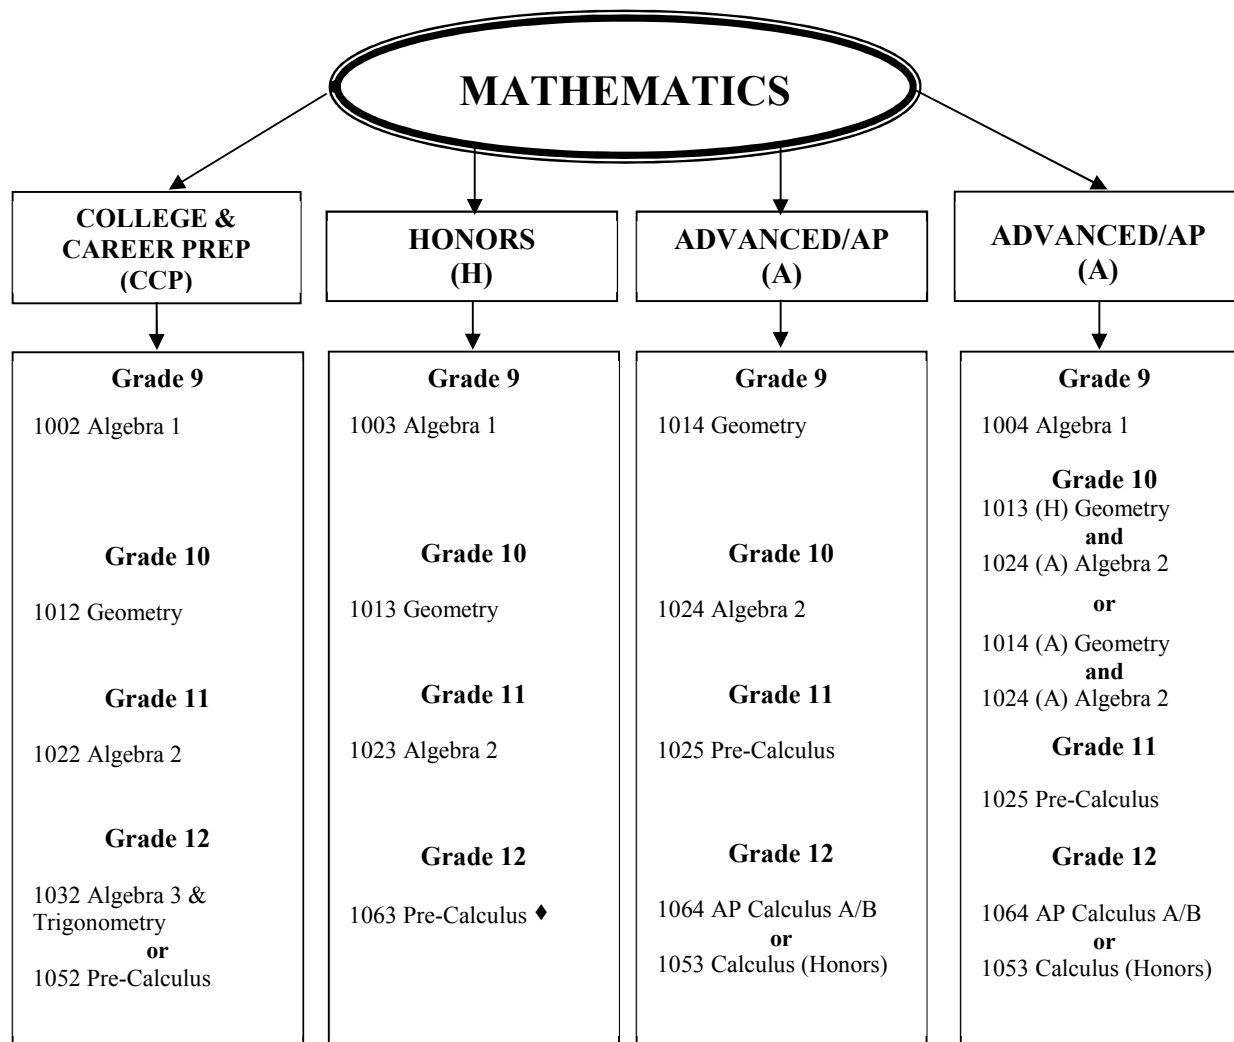 MATHEMATICS
COLLEGE &
CAREER PREP
(CCP)
Grade 9
1002 Algebra 1
Grade 10
1012 Geometry
Grade 11
1022 Algebra 2
Grade 12
1032 Algebra 3 &
Trigonometry
or
1052 Pre-Calculus
HONORS
(H)
Grade 9
1003 Algebra 1
Grade 10
1013 Geometry
Grade 11
1023 Algebra 2
Grade 12
1063 Pre-Calculus ♦
ADVANCED/AP
(A)
Grade 9
1014 Geometry
Grade 10
1024 Algebra 2
Grade 11
1025 Pre-Calculus
Grade 12
1064 AP Calculus A/B
or
1053 Calculus (Honors)
ADVANCED/AP
(A)
Grade 9
1004 Algebra 1
Grade 10
1013 (H) Geometry
and
1024 (A) Algebra 2
or
1014 (A) Geometry
and
1024 (A) Algebra 2
Grade 11
1025 Pre-Calculus
Grade 12
1064 AP Calculus A/B
or
1053 Calculus (Honors)